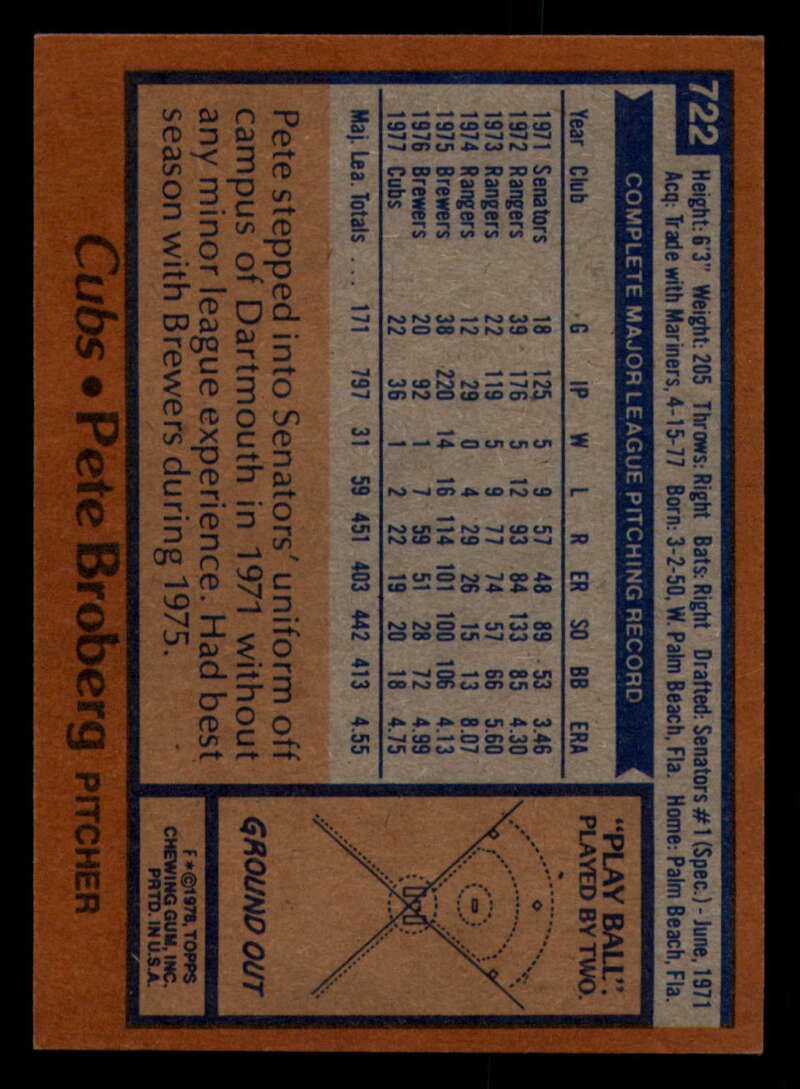 722
Height: 6'3" Weight: 205 Throws: Right Bats: Right Drafted: Senators #1 (Spec.) - June, 1971
Acq: Trade with Mariners, 4-15-77 Born: 3-2-50, W. Palm Beach, Fla. Home: Palm Beach, Fla.
COMPLETE MAJOR LEAGUE PITCHING RECORD
Year Club G IP W L R ER SO BB ERA
1971 Senators 18 125 5 9 57 48 89 53 3.46
1972 Rangers 39 176 5 12 93 84 133 85 4.30
1973 Rangers 22 119 5 9 77 74 57 66 5.60
1974 Rangers 12 29 0 4 29 26 15 13 8.07
1975 Brewers 38 220 14 16 114 101 100 106 4.13
1976 Brewers 20 92 1 7 59 51 28 72 4.99
1977 Cubs 22 36 1 2 22 19 20 18 4.75
Maj. Lea. Totals ... 171 797 31 59 451 403 442 413 4.55
Pete stepped into Senators' uniform off
campus of Dartmouth in 1971 without
any minor league experience. Had best
season with Brewers during 1975.
"PLAY BALL":
PLAYED BY TWO.
GROUND OUT
F*©1978, TOPPS
CHEWING GUM, INC.
PRTD. IN U.S.A.
Cubs • Pete Broberg PITCHER